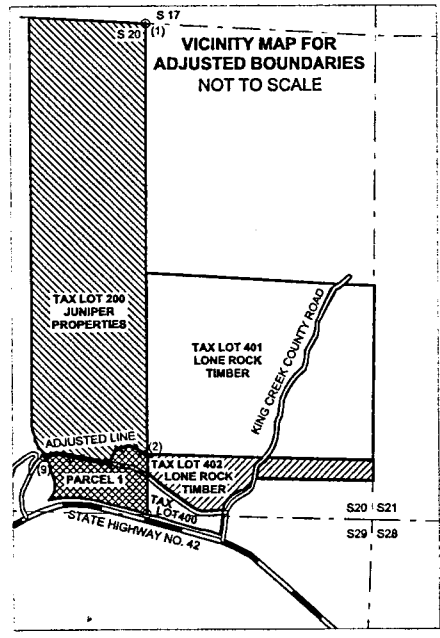 S 17
S 20
(1)
VICINITY MAP FOR
ADJUSTED BOUNDARIES
NOT TO SCALE
TAX LOT 200
JUNIPER
PROPERTIES
TAX LOT 401
LONE ROCK
TIMBER
KING CREEK COUNTY ROAD
ADJUSTED LINE
(2)
(9)
TAX LOT 402
LONE ROCK
TIMBER
PARCEL 1
TAX
LOT400
STATE HIGHWAY NO. 42
S20 S21
S29 S28